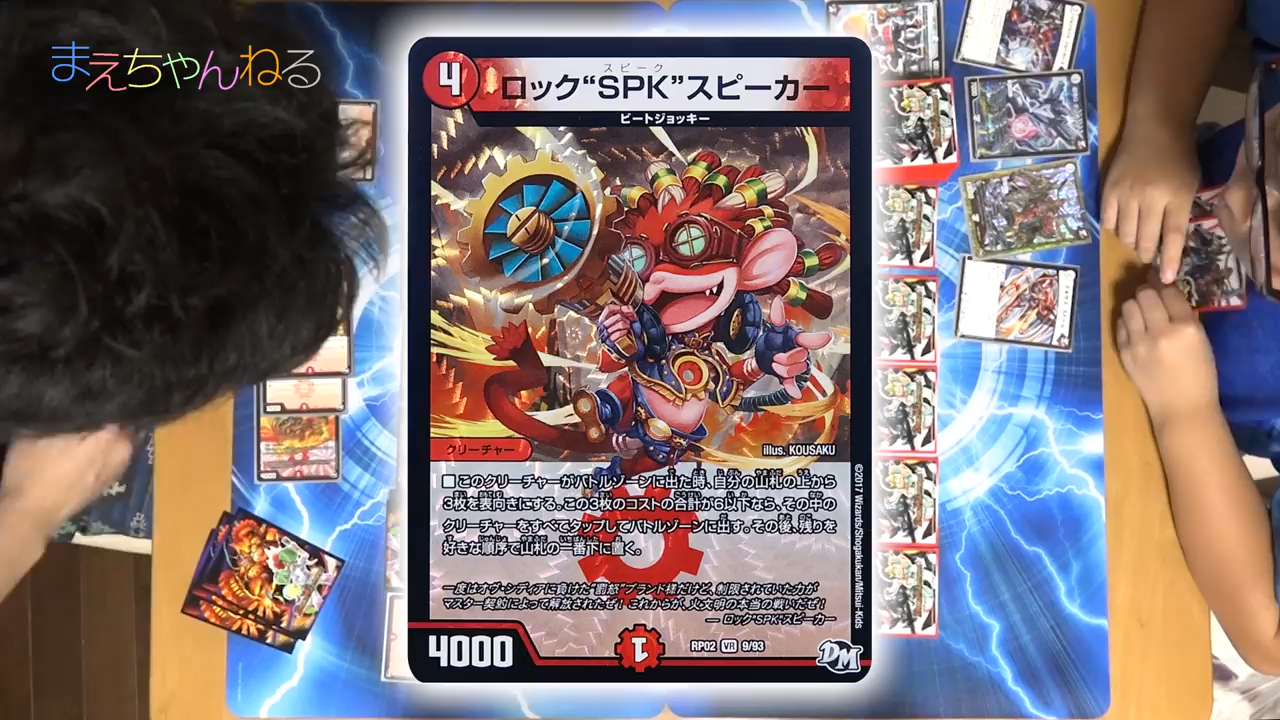 まえちゃんねる
4
スピーク
ロック“SPK”スピーカー
ビートジョッキー
クリーチャー
illus. KOUSAKU
■このクリーチャーがバトルゾーンに出た時、自分の山札の上から
3枚を表向きにする。この3枚のコストの合計が6以下なら、その中の
クリーチャーをすべてタップしてバトルゾーンに出す。その後、残りを
好きな順序で山札の一番下に置く。
一度はオヴ・シディアに負けた“罰怒”ブランド様だけど、制限されていた力が
マスター契約によって解放されたぜ！これからが、火文明の本当の戦いだぜ！
— ロック“SPK”スピーカー
4000
1
RP02 VR 9/93
DM
©2017 Wizards/Shogakukan/Mitsui-Kids